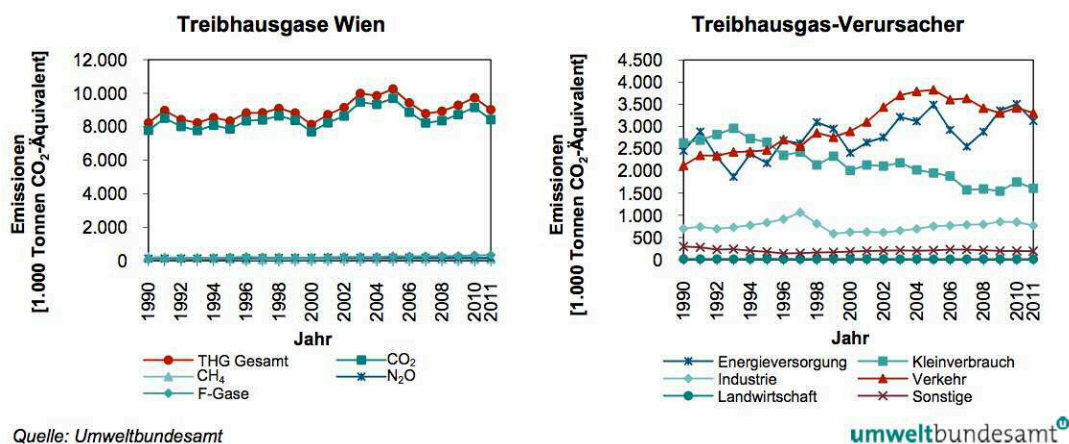 Treibhausgase Wien
Emissionen
[1.000 Tonnen CO₂-Äquivalent]
12.000
10.000
8.000
6.000
4.000
2.000
0
1990
1992
1994
1996
1998
2000
2002
2004
2006
2008
2010
2011
Jahr
THG Gesamt
CO₂
CH₄
N₂O
F-Gase
Treibhausgas-Verursacher
Emissionen
[1.000 Tonnen CO₂-Äquivalent]
4.500
4.000
3.500
3.000
2.500
2.000
1.500
1.000
500
0
1990
1992
1994
1996
1998
2000
2002
2004
2006
2008
2010
2011
Jahr
Energieversorgung
Kleinverbrauch
Industrie
Verkehr
Landwirtschaft
Sonstige
Quelle: Umweltbundesamt
umweltbundesamt u